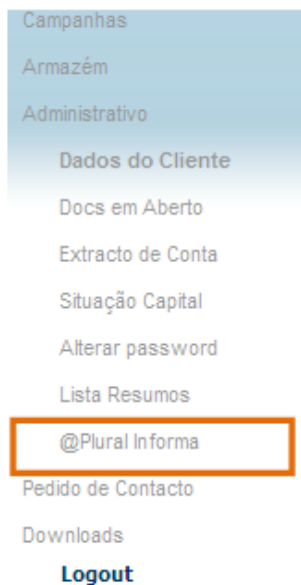 Campanhas
Armazém
Administrativo
Dados do Cliente
Docs em Aberto
Extracto de Conta
Situação Capital
Alterar password
Lista Resumos
@Plural Informa
Pedido de Contacto
Downloads
Logout